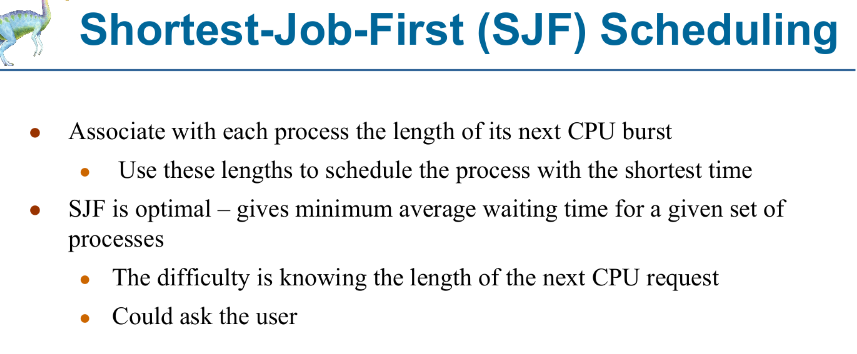 Shortest-Job-First (SJF) Scheduling
● Associate with each process the length of its next CPU burst
● Use these lengths to schedule the process with the shortest time
● SJF is optimal – gives minimum average waiting time for a given set of
processes
● The difficulty is knowing the length of the next CPU request
● Could ask the user